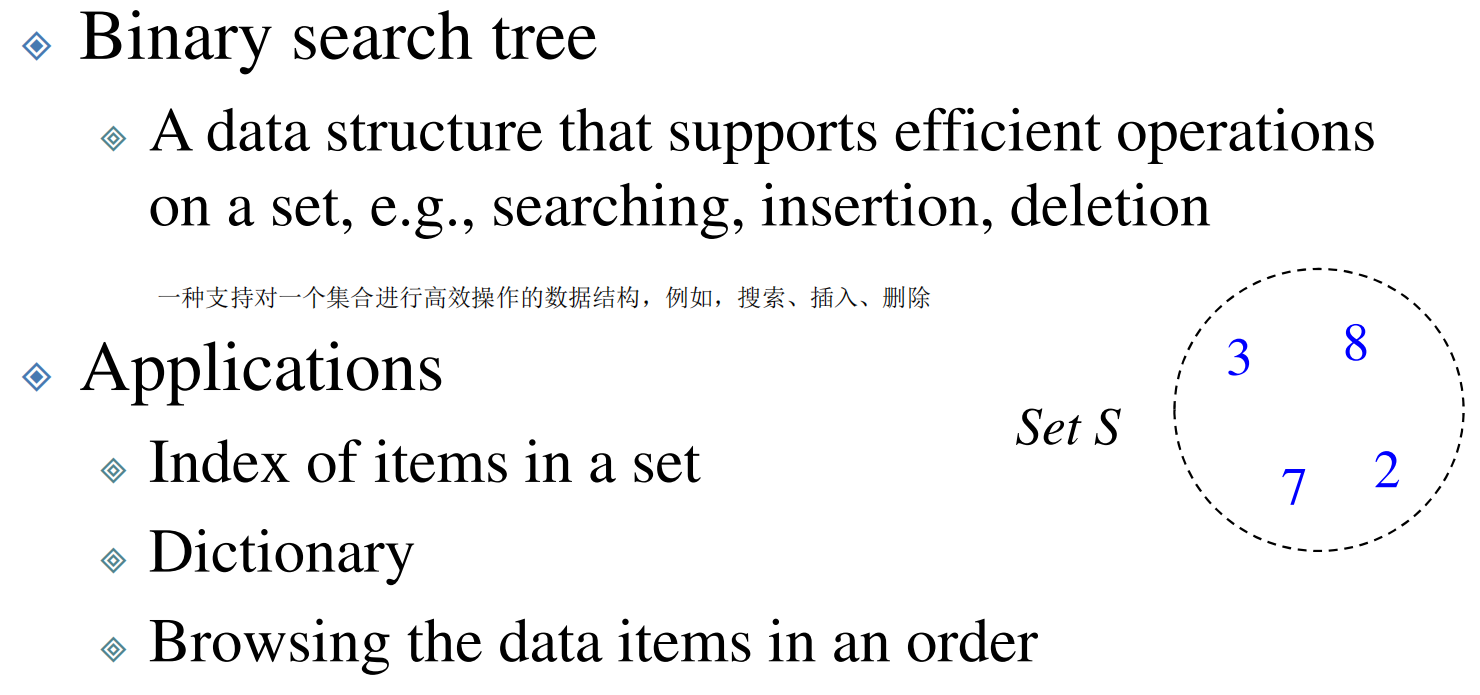 Binary search tree
A data structure that supports efficient operations
on a set, e.g., searching, insertion, deletion
一种支持对一个集合进行高效操作的数据结构，例如，搜索、插入、删除
Applications
Index of items in a set
Dictionary
Browsing the data items in an order
Set S
3 8
7 2